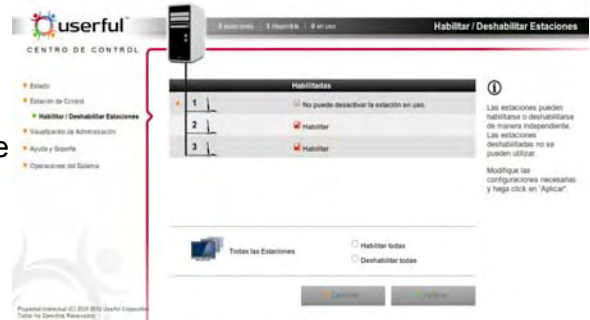 userful
CENTRO DE CONTROL
3 estaciones | 3 disponible | 0 en uso
Habilitar / Deshabilitar Estaciones
Estado
Estación de Control
Habilitar / Deshabilitar Estaciones
Visualización de Administración
Ayuda y Soporte
Operaciones del Sistema
e
Habilitadas
1 No puede desactivar la estación en uso.
2 Habilitar
3 Habilitar
Todas las Estaciones
Habilitar todas
Deshabilitar todas
Cancelar
Aplicar
Las estaciones pueden
habilitarse o deshabilitarse
de manera independiente.
Las estaciones
deshabilitadas no se
pueden utilizar.
Modifique las
configuraciones necesarias
y haga click en "Aplicar".
Propiedad Intelectual (C) Userful Corporation
Todos los Derechos Reservados